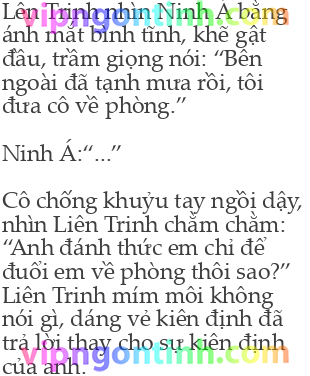 Liên Trinh nhìn Ninh Á bằng
ánh mắt bình tĩnh, khẽ gật
đầu, trầm giọng nói: “Bên
ngoài đã tạnh mưa rồi, tôi
đưa cô về phòng.”
Ninh Á:“...”
Cô chống khuỷu tay ngồi dậy,
nhìn Liên Trinh chằm chằm:
“Anh đánh thức em chỉ để
đuổi em về phòng thôi sao?”
Liên Trinh mím môi không
nói gì, dáng vẻ kiên định đã
trả lời thay cho sự kiên định
của anh.
vipngontinh.com
vipngontinh.com
vipngontinh.com